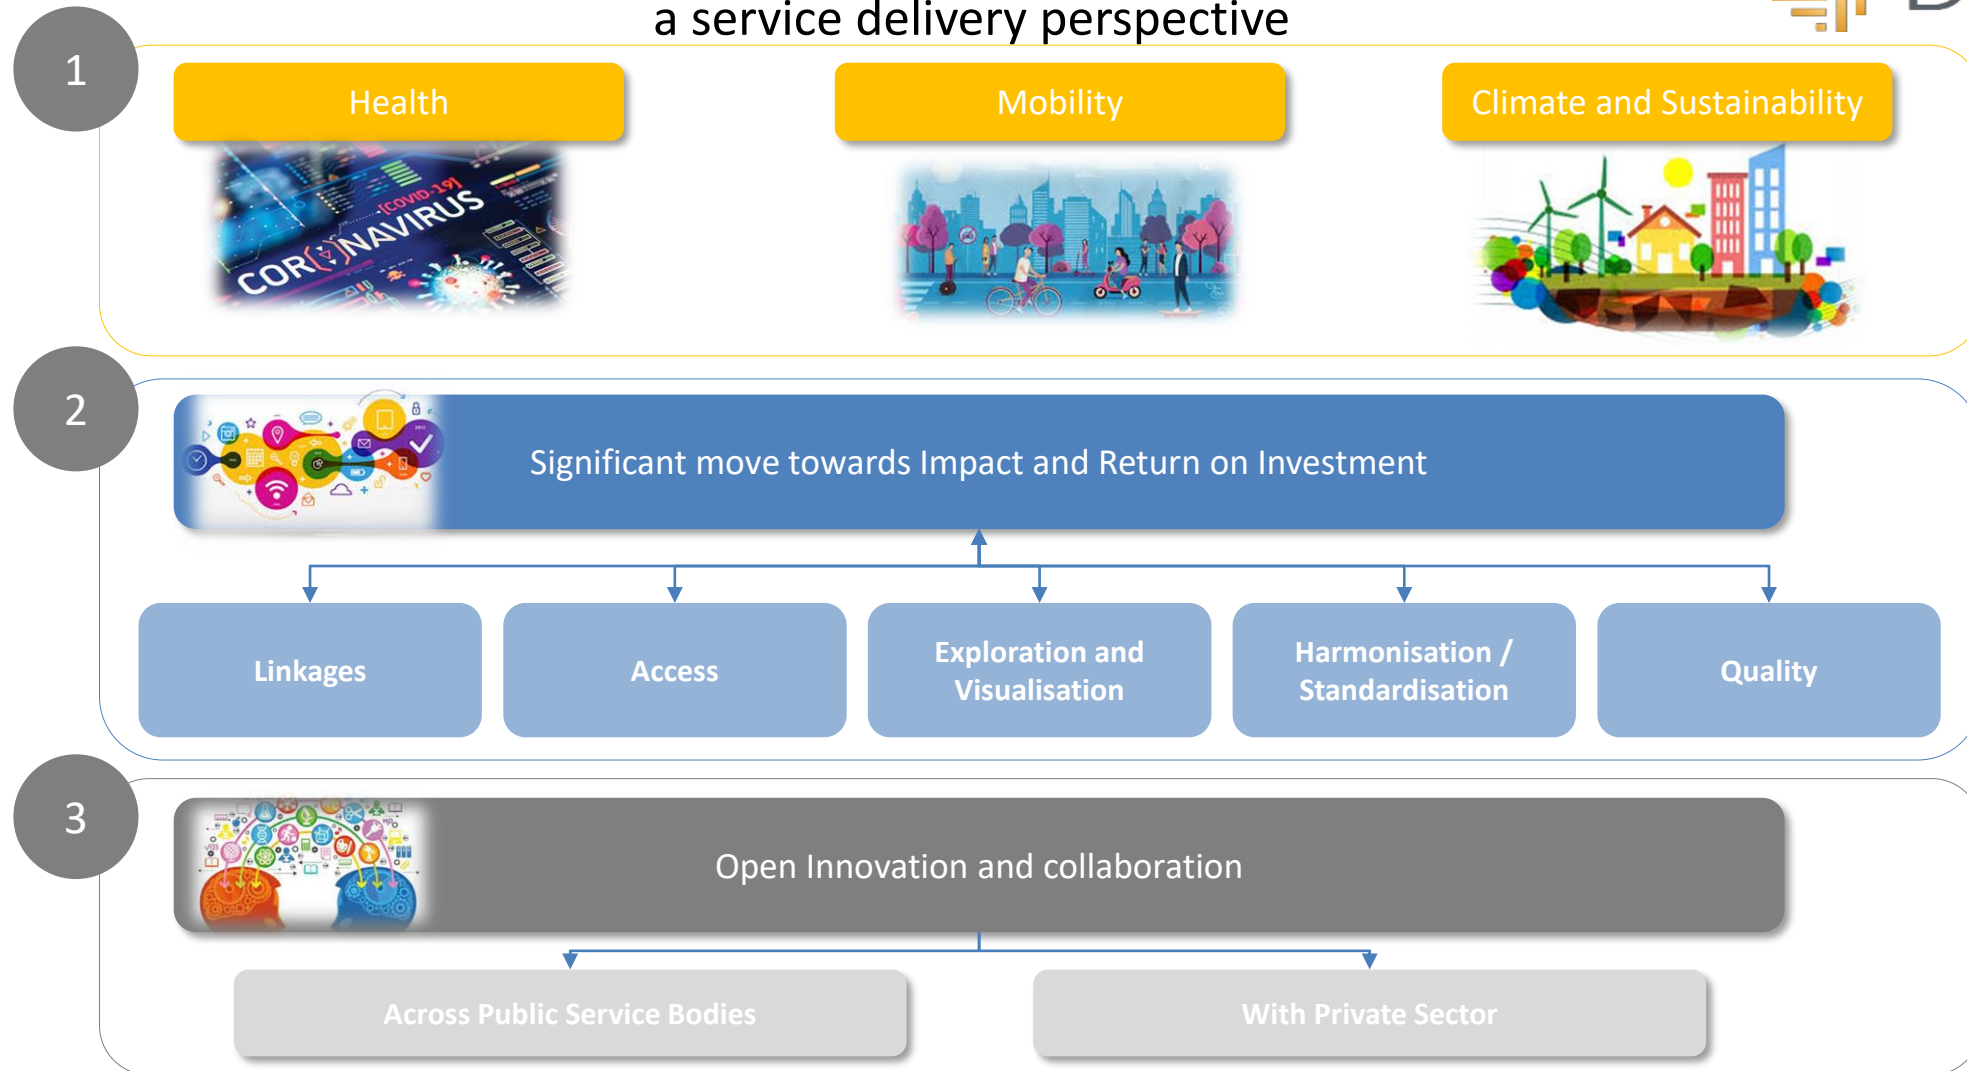 a service delivery perspective
1
Health
Mobility
Climate and Sustainability
[COVID-19]
COR NAVIRUS
2
Significant move towards Impact and Return on Investment
Linkages
Access
Exploration and
Visualisation
Harmonisation /
Standardisation
Quality
3
Open Innovation and collaboration
Across Public Service Bodies
With Private Sector